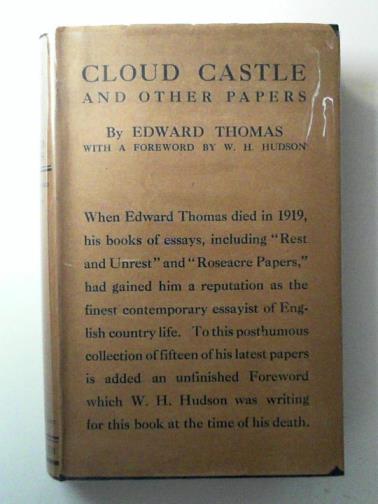 CLOUD CASTLE
AND OTHER PAPERS
By EDWARD THOMAS
WITH A FOREWORD BY W. H. HUDSON
When Edward Thomas died in 1919,
his books of essays, including "Rest
and Unrest" and "Roseacre Papers,"
had gained him a reputation as the
finest contemporary essayist of Eng-
lish country life. To this posthumous
collection of fifteen of his latest papers
is added an unfinished Foreword
which W. H. Hudson was writing
for this book at the time of his death.